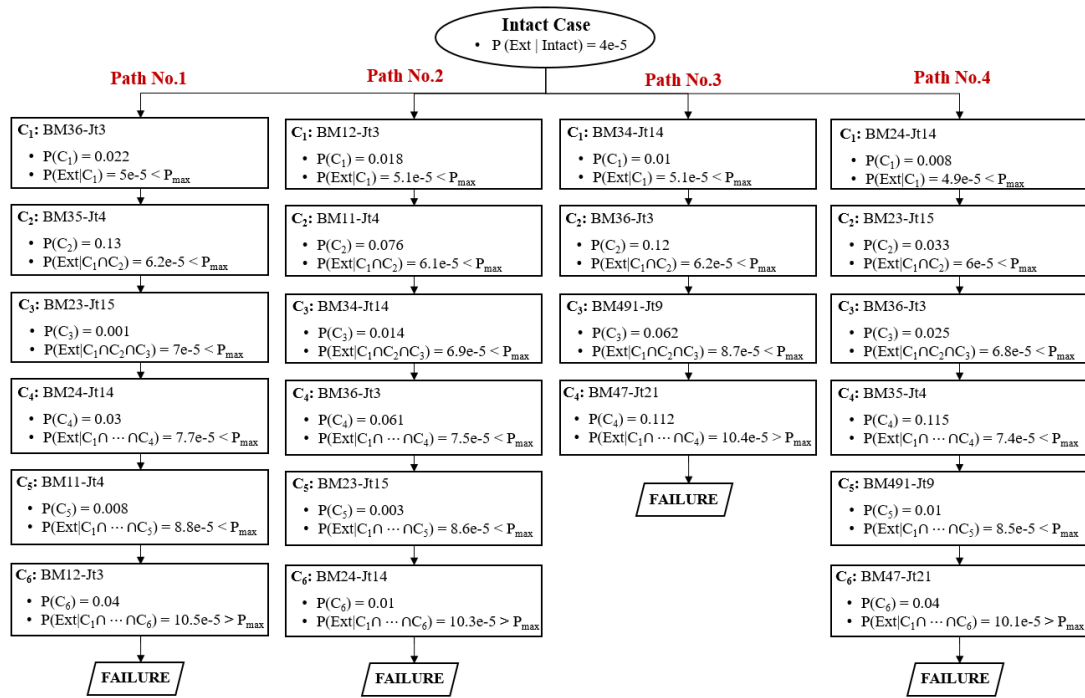 Intact Case
• P (Ext | Intact) = 4e-5
Path No.1
C₁: BM36-Jt3
• P(C₁) = 0.022
• P(Ext|C₁) = 5e-5 < Pₘₐₓ
C₂: BM35-Jt4
• P(C₂) = 0.13
• P(Ext|C₁∩C₂) = 6.2e-5 < Pₘₐₓ
C₃: BM23-Jt15
• P(C₃) = 0.001
• P(Ext|C₁∩C₂∩C₃) = 7e-5 < Pₘₐₓ
C₄: BM24-Jt14
• P(C₄) = 0.03
• P(Ext|C₁∩ ⋯ ∩C₄) = 7.7e-5 < Pₘₐₓ
C₅: BM11-Jt4
• P(C₅) = 0.008
• P(Ext|C₁∩ ⋯ ∩C₅) = 8.8e-5 < Pₘₐₓ
C₆: BM12-Jt3
• P(C₆) = 0.04
• P(Ext|C₁∩ ⋯ ∩C₆) = 10.5e-5 > Pₘₐₓ
FAILURE
Path No.2
C₁: BM12-Jt3
• P(C₁) = 0.018
• P(Ext|C₁) = 5.1e-5 < Pₘₐₓ
C₂: BM11-Jt4
• P(C₂) = 0.076
• P(Ext|C₁∩C₂) = 6.1e-5 < Pₘₐₓ
C₃: BM34-Jt14
• P(C₃) = 0.014
• P(Ext|C₁∩C₂∩C₃) = 6.9e-5 < Pₘₐₓ
C₄: BM36-Jt3
• P(C₄) = 0.061
• P(Ext|C₁∩ ⋯ ∩C₄) = 7.5e-5 < Pₘₐₓ
C₅: BM23-Jt15
• P(C₅) = 0.003
• P(Ext|C₁∩ ⋯ ∩C₅) = 8.6e-5 < Pₘₐₓ
C₆: BM24-Jt14
• P(C₆) = 0.01
• P(Ext|C₁∩ ⋯ ∩C₆) = 10.3e-5 > Pₘₐₓ
FAILURE
Path No.3
C₁: BM34-Jt14
• P(C₁) = 0.01
• P(Ext|C₁) = 5.1e-5 < Pₘₐₓ
C₂: BM36-Jt3
• P(C₂) = 0.12
• P(Ext|C₁∩C₂) = 6.2e-5 < Pₘₐₓ
C₃: BM491-Jt9
• P(C₃) = 0.062
• P(Ext|C₁∩C₂∩C₃) = 8.7e-5 < Pₘₐₓ
C₄: BM47-Jt21
• P(C₄) = 0.112
• P(Ext|C₁∩ ⋯ ∩C₄) = 10.4e-5 > Pₘₐₓ
FAILURE
Path No.4
C₁: BM24-Jt14
• P(C₁) = 0.008
• P(Ext|C₁) = 4.9e-5 < Pₘₐₓ
C₂: BM23-Jt15
• P(C₂) = 0.033
• P(Ext|C₁∩C₂) = 6e-5 < Pₘₐₓ
C₃: BM36-Jt3
• P(C₃) = 0.025
• P(Ext|C₁∩C₂∩C₃) = 6.8e-5 < Pₘₐₓ
C₄: BM35-Jt4
• P(C₄) = 0.115
• P(Ext|C₁∩ ⋯ ∩C₄) = 7.4e-5 < Pₘₐₓ
C₅: BM491-Jt9
• P(C₅) = 0.01
• P(Ext|C₁∩ ⋯ ∩C₅) = 8.5e-5 < Pₘₐₓ
C₆: BM47-Jt21
• P(C₆) = 0.04
• P(Ext|C₁∩ ⋯ ∩C₆) = 10.1e-5 > Pₘₐₓ
FAILURE